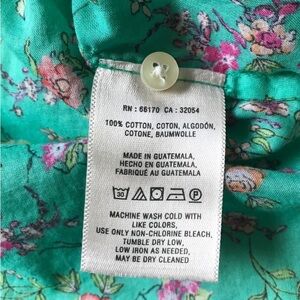 RN : 66170 CA : 32054
100% COTTON, COTON, ALGODÓN,
COTONE, BAUMWOLLE
MADE IN GUATEMALA,
HECHO EN GUATEMALA,
FABRIQUÉ AU GUATEMALA
30 P
MACHINE WASH COLD WITH
LIKE COLORS,
USE ONLY NON-CHLORINE BLEACH,
TUMBLE DRY LOW,
LOW IRON AS NEEDED,
MAY BE DRY CLEANED